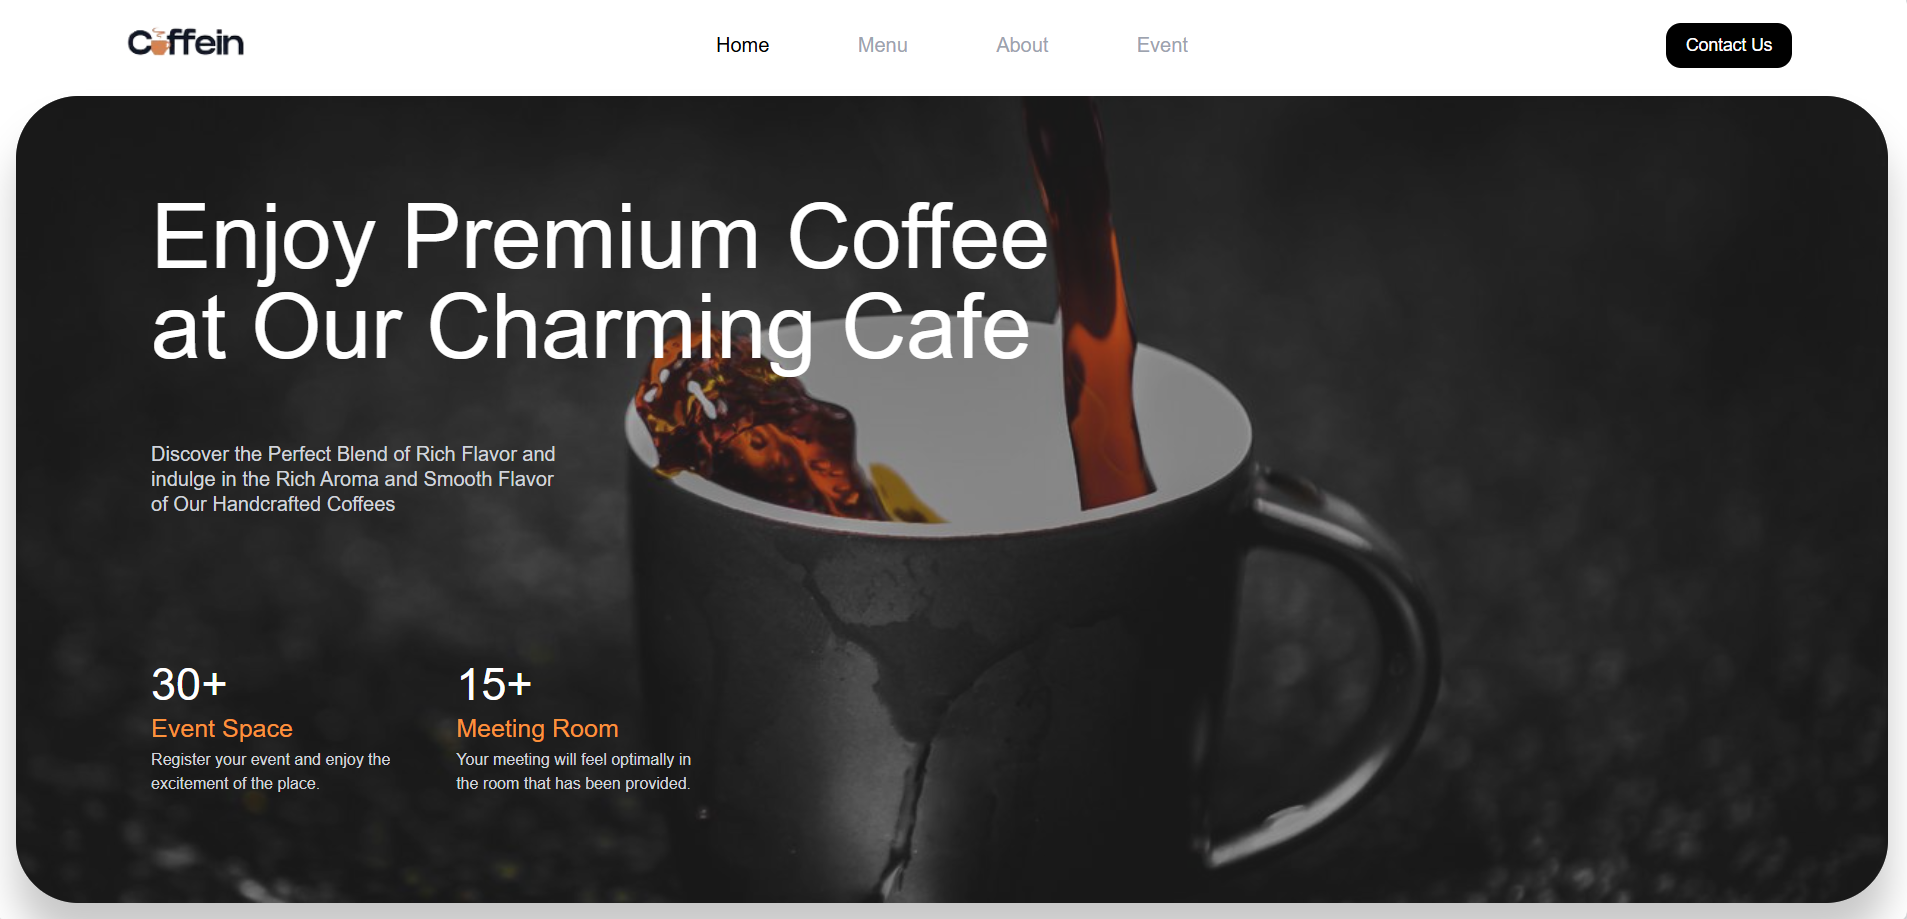 Coffein
Home
Menu
About
Event
Contact Us
Enjoy Premium Coffee
at Our Charming Cafe
Discover the Perfect Blend of Rich Flavor and
indulge in the Rich Aroma and Smooth Flavor
of Our Handcrafted Coffees
30+
Event Space
Register your event and enjoy the
excitement of the place.
15+
Meeting Room
Your meeting will feel optimally in
the room that has been provided.